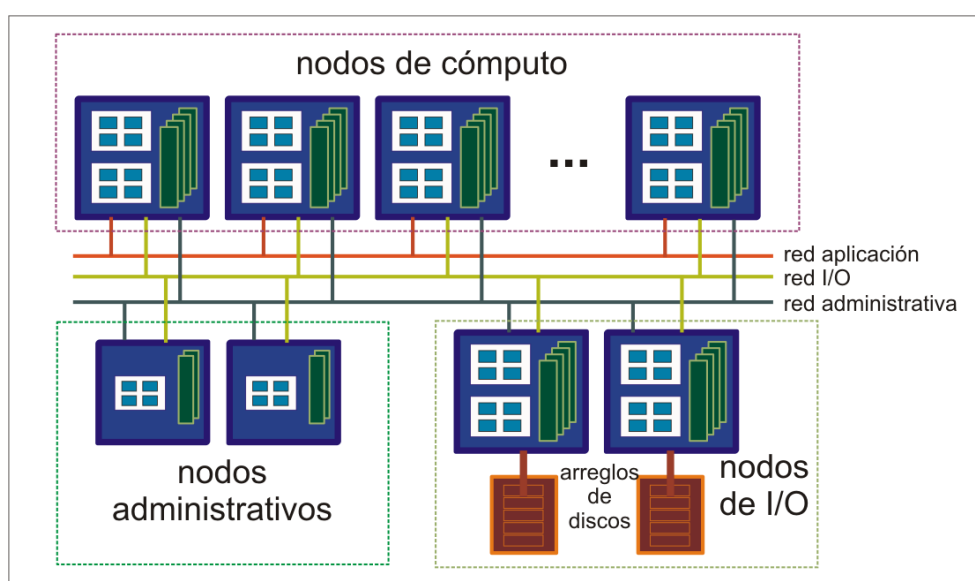 nodos de cómputo
...
red aplicación
red I/O
red administrativa
nodos
administrativos
arreglos
de
discos
nodos
de I/O